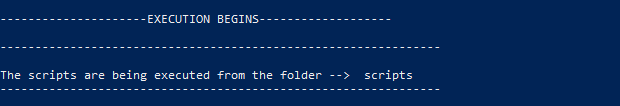 ---------------------EXECUTION BEGINS-------------------
---------------------------------------------------------------
The scripts are being executed from the folder -->  scripts
---------------------------------------------------------------